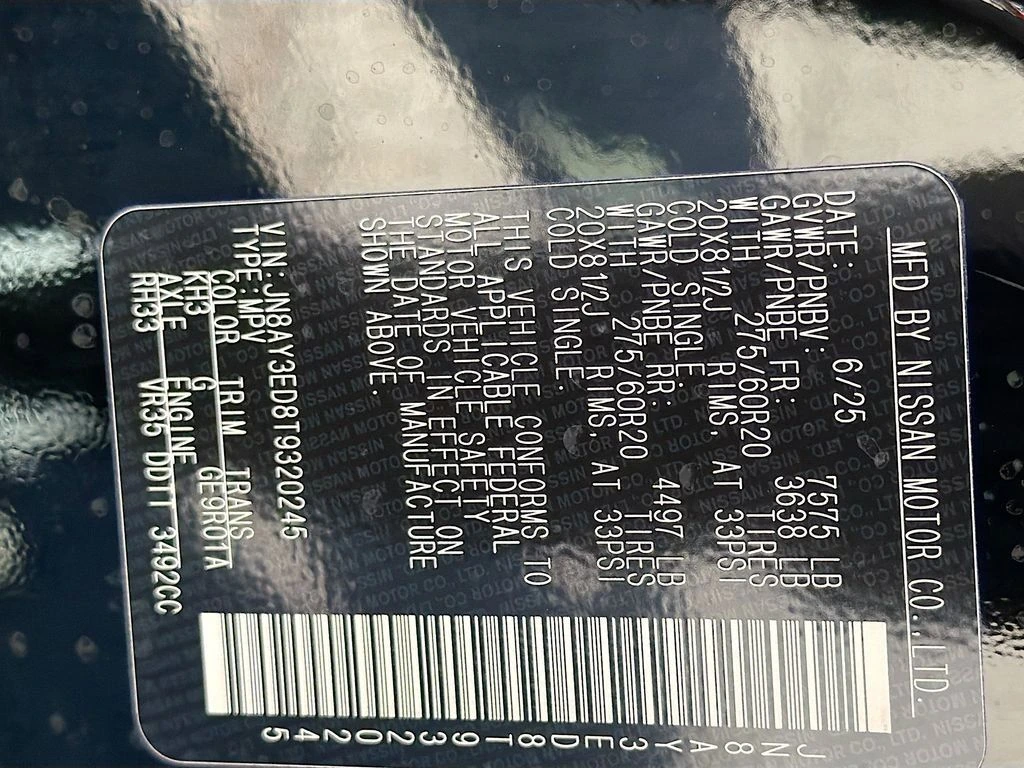 MFD BY NISSAN MOTOR CO.,LTD.
DATE: 6/25
GVWR/PNBV: 7575 LB
GAWR/PNBE FR: 3638 LB
WITH 275/60R20 TIRES
20X81/2J RIMS, AT 33PSI
COLD SINGLE.
GAWR/PNBE RR: 4497 LB
WITH 275/60R20 TIRES
20X81/2J RIMS, AT 33PSI
COLD SINGLE.
THIS VEHICLE CONFORMS TO
ALL APPLICABLE FEDERAL
MOTOR VEHICLE SAFETY
STANDARDS IN EFFECT ON
THE DATE OF MANUFACTURE
SHOWN ABOVE.
VIN:JN8AY3ED8T9320245
TYPE:MPV
COLOR TRIM TRANS
KH3 G GE9R01A
AXLE ENGINE
RH33 VR35 DDTT 3492CC
JN8AY3ED8T9320245